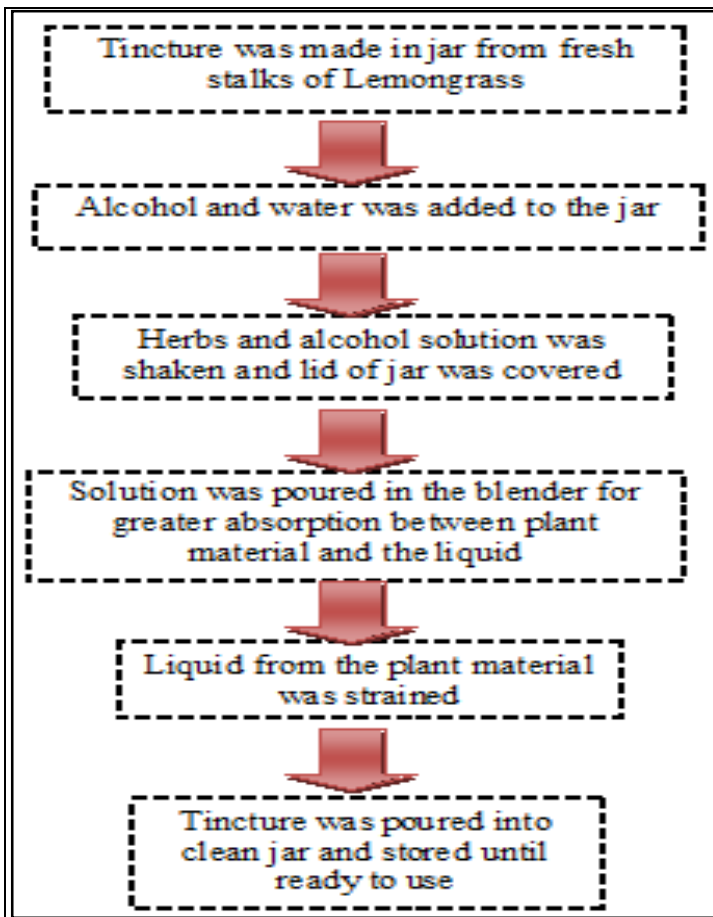 Tincture was made in jar from fresh
stalks of Lemongrass
Alcohol and water was added to the jar
Herbs and alcohol solution was
shaken and lid of jar was covered
Solution was poured in the blender for
greater absorption between plant
material and the liquid
Liquid from the plant material
was strained
Tincture was poured into
clean jar and stored until
ready to use